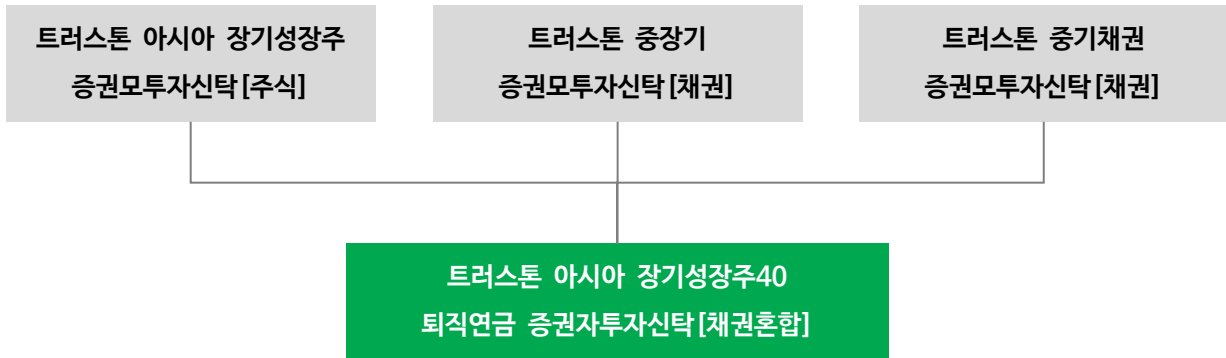 트러스톤 아시아 장기성장주
증권모투자신탁[주식]
트러스톤 중장기
증권모투자신탁[채권]
트러스톤 중기채권
증권모투자신탁[채권]
트러스톤 아시아 장기성장주40
퇴직연금 증권자투자신탁[채권혼합]